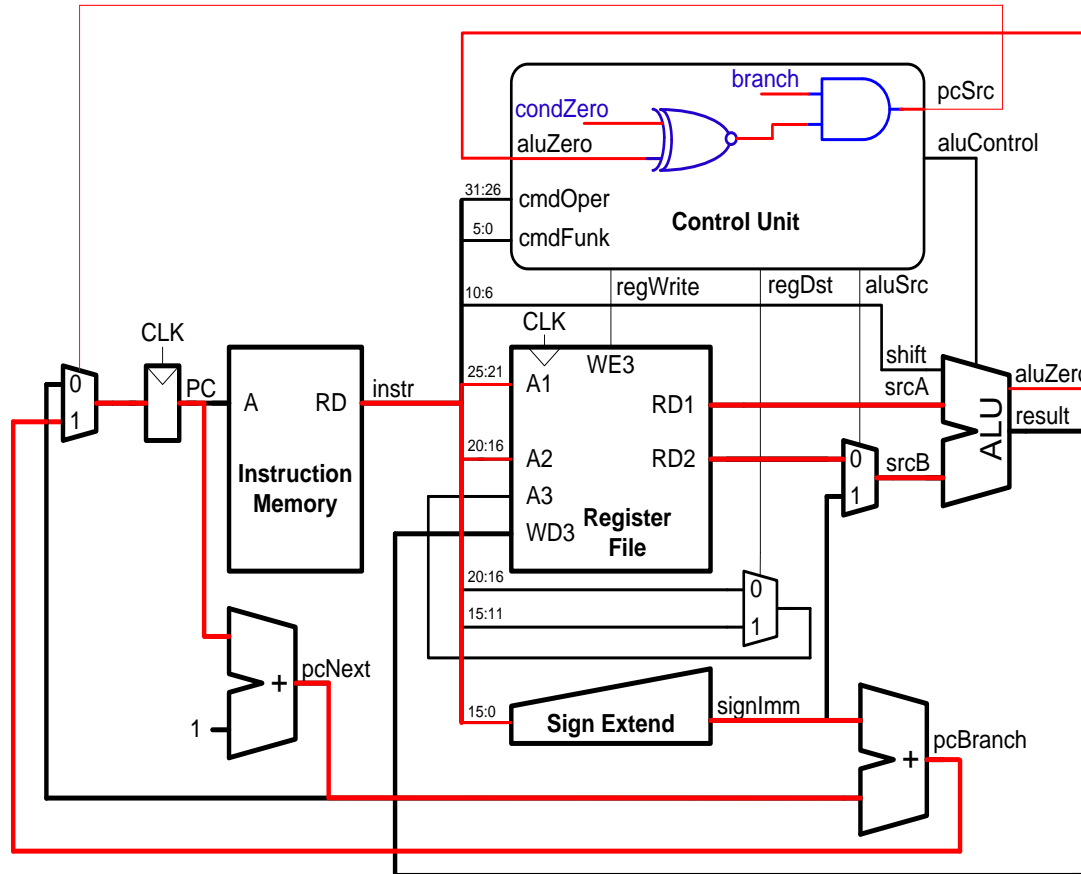 branch
pcSrc
condZero
aluZero
aluControl
31:26
cmdOper
5:0
cmdFunk
Control Unit
10:6
regWrite
regDst
aluSrc
CLK
CLK
shift
0
1
PC
A
RD
instr
25:21
A1
WE3
RD1
srcA
aluZero
result
ALU
20:16
A2
RD2
0
srcB
1
Instruction
Memory
A3
WD3
Register
File
20:16
0
15:11
1
pcNext
+
1
15:0
Sign Extend
signImm
pcBranch
+